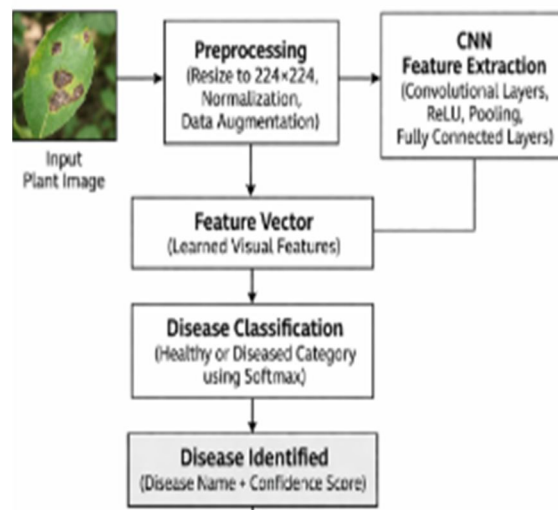 Preprocessing
(Resize to 224×224,
Normalization,
Data Augmentation)
CNN
Feature Extraction
(Convolutional Layers,
ReLU, Pooling,
Fully Connected Layers)
Input
Plant Image
Feature Vector
(Learned Visual Features)
Disease Classification
(Healthy or Diseased Category
using Softmax)
Disease Identified
(Disease Name + Confidence Score)